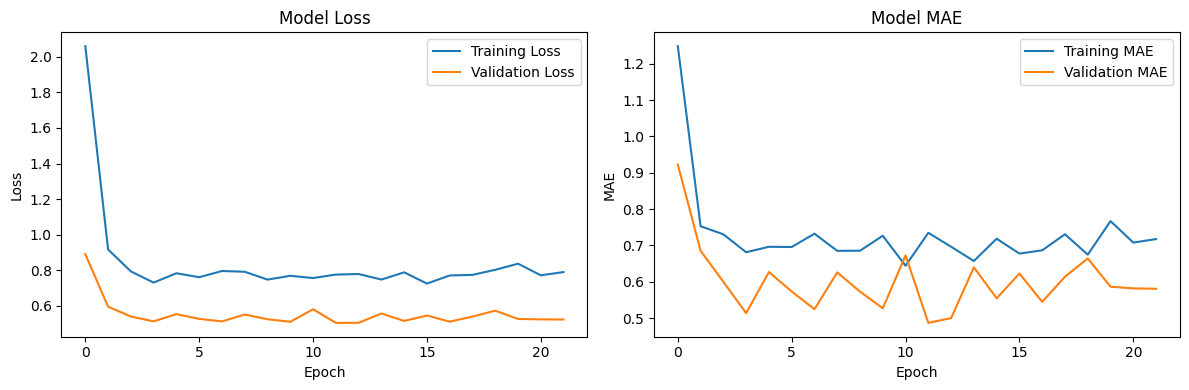 Model Loss
Training Loss
Validation Loss
2.0
1.8
1.6
1.4
1.2
1.0
0.8
0.6
Loss
0
5
10
15
20
Epoch
Model MAE
Training MAE
Validation MAE
1.2
1.1
1.0
0.9
0.8
0.7
0.6
0.5
MAE
0
5
10
15
20
Epoch